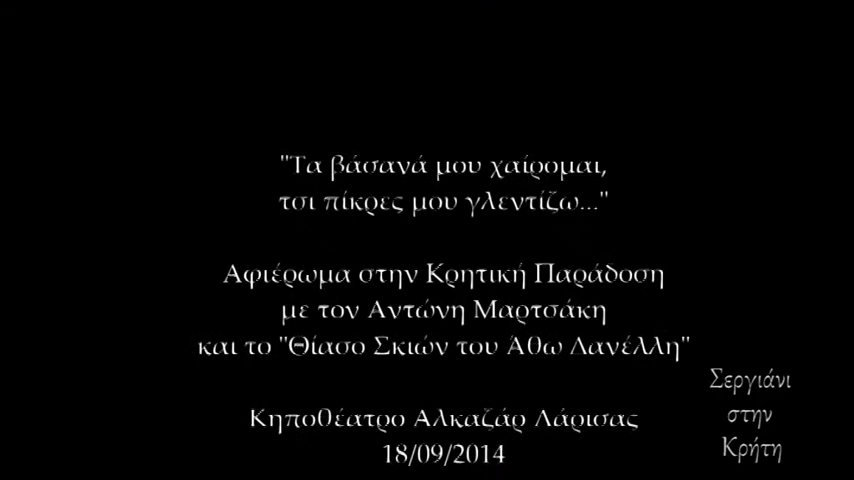 "Τα βάσανά μου χαίρομαι,
τσι πίκρες μου γλεντίζω..."
Αφιέρωμα στην Κρητική Παράδοση
με τον Αντώνη Μαρτσάκη
και το "Θίασο Σκιών του Άθω Λανέλλη"
Κηποθέατρο Αλκαζάρ Λάρισας
18/09/2014
Σεργιάνι
στην
Κρήτη